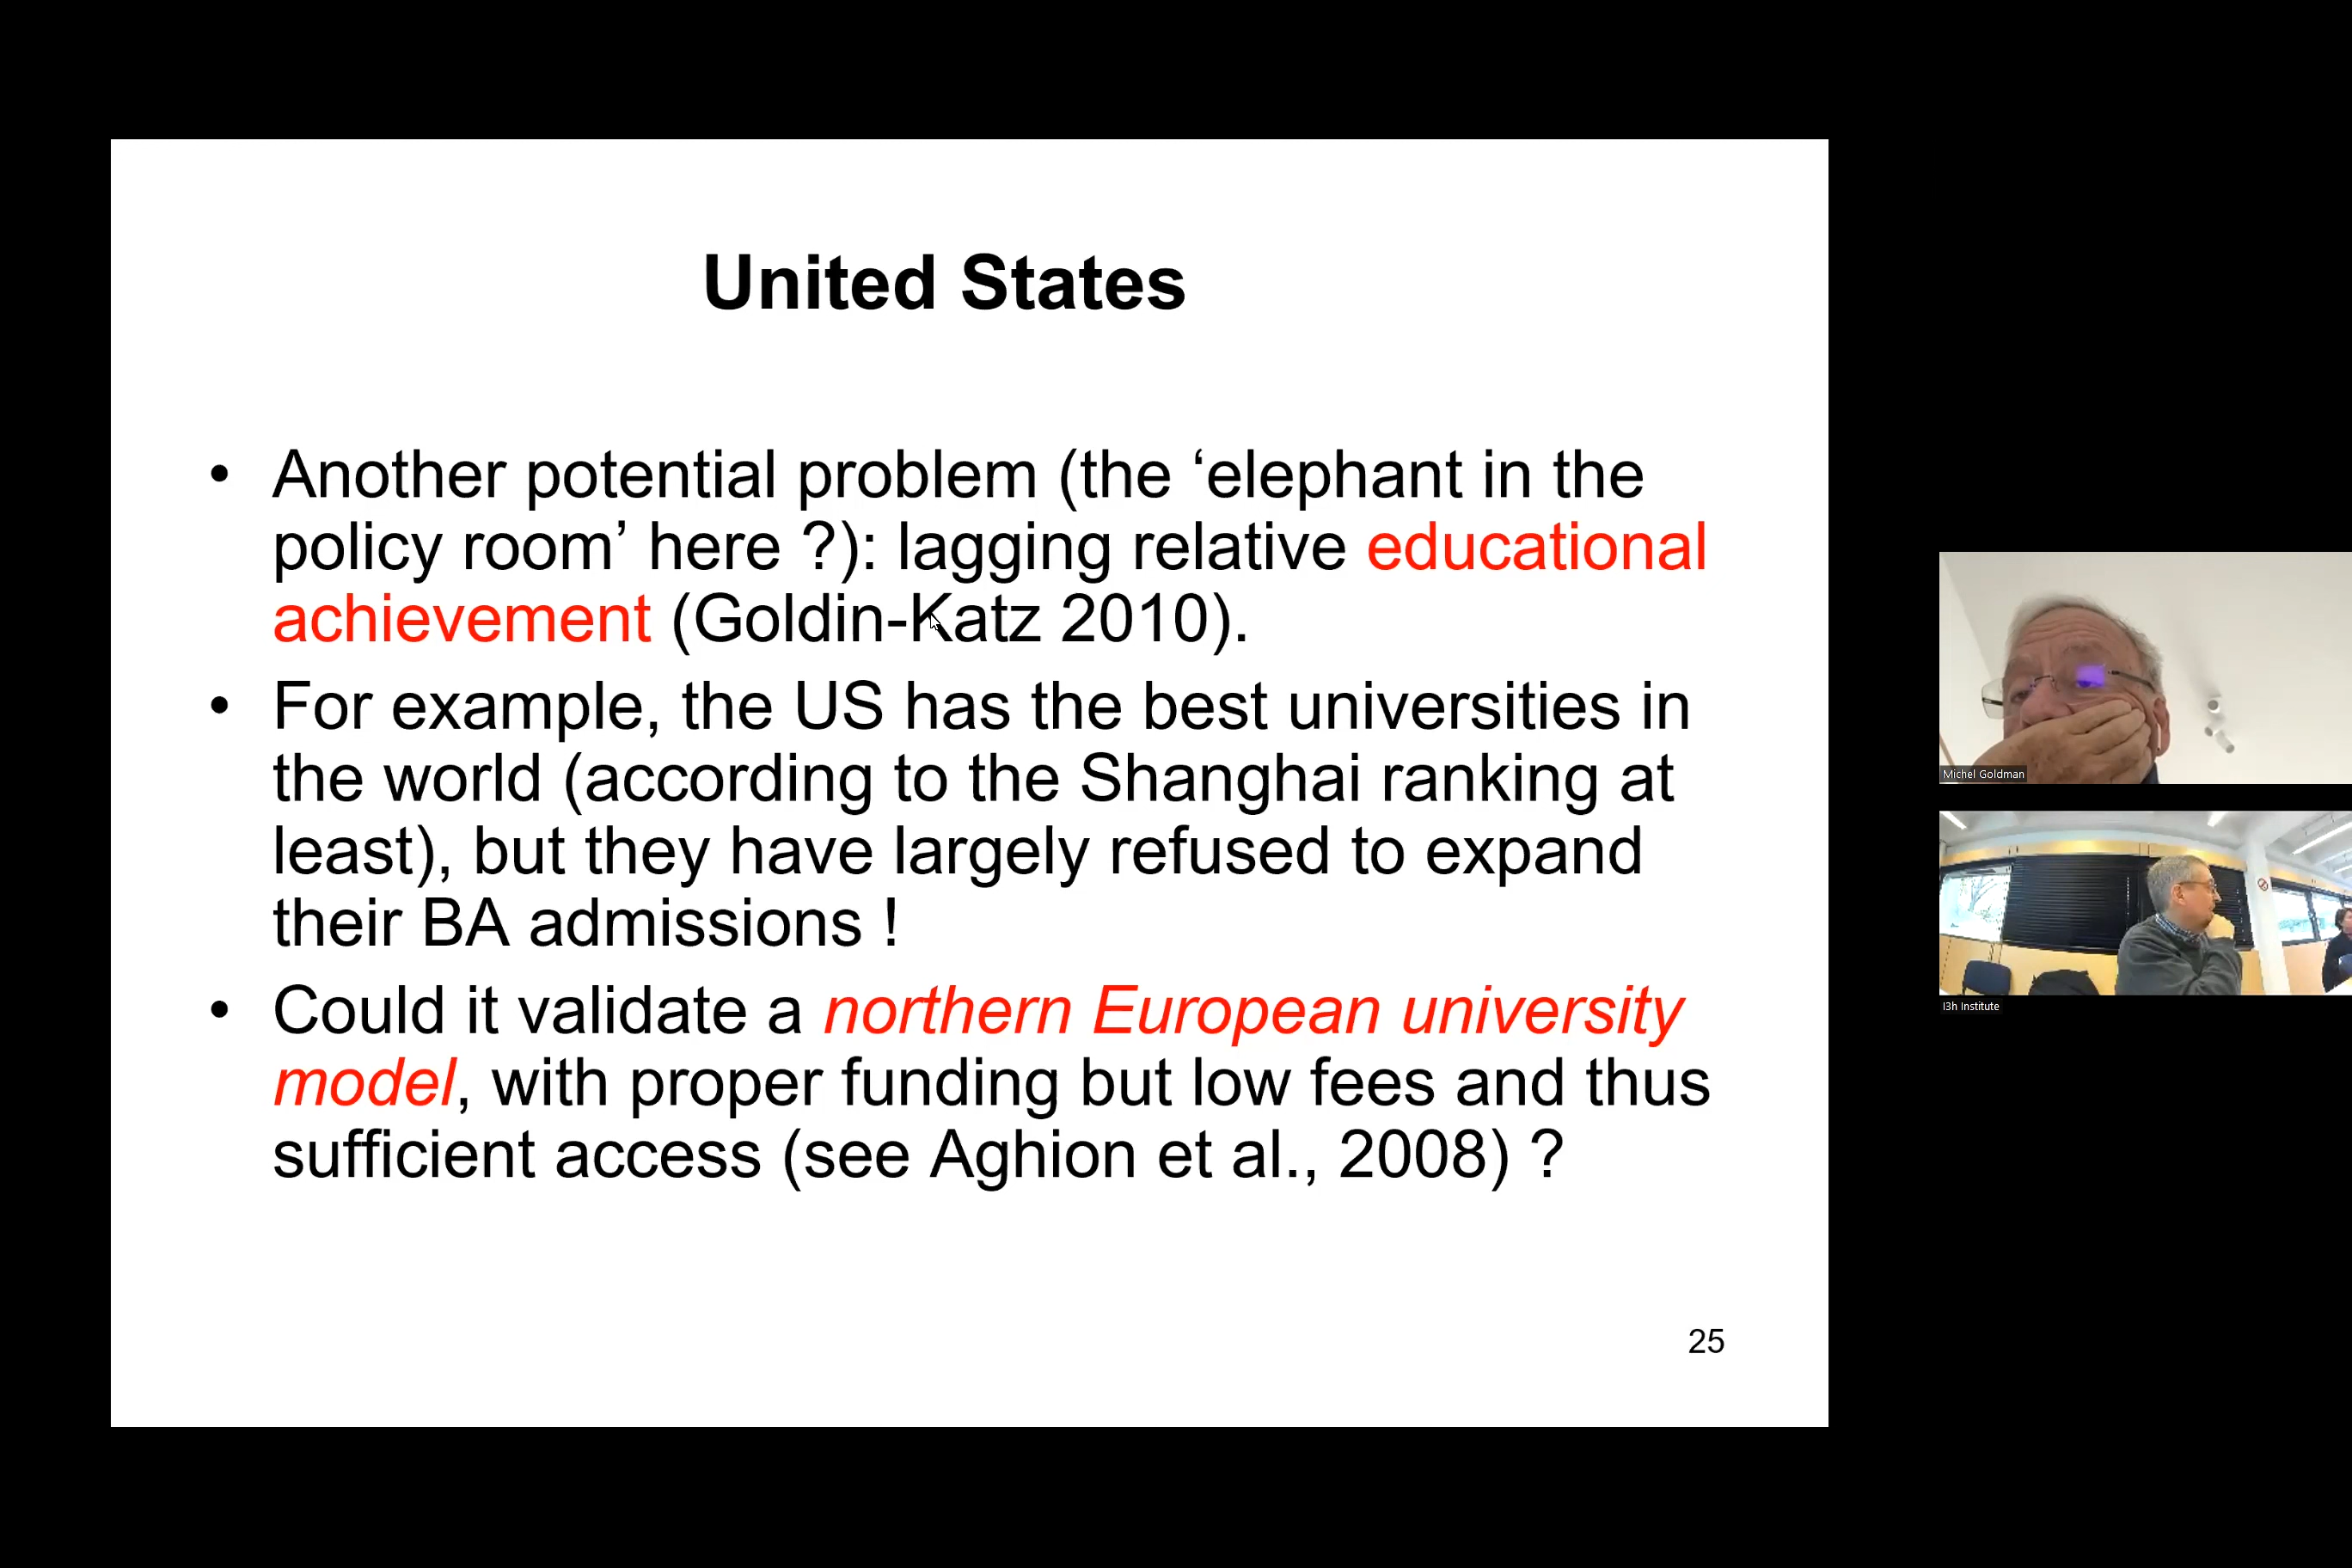 United States
• Another potential problem (the ‘elephant in the
policy room’ here ?): lagging relative educational
achievement (Goldin-Katz 2010).
• For example, the US has the best universities in
the world (according to the Shanghai ranking at
least), but they have largely refused to expand
their BA admissions !
• Could it validate a northern European university
model, with proper funding but low fees and thus
sufficient access (see Aghion et al., 2008) ?
25
Michel Goldman
I3h Institute